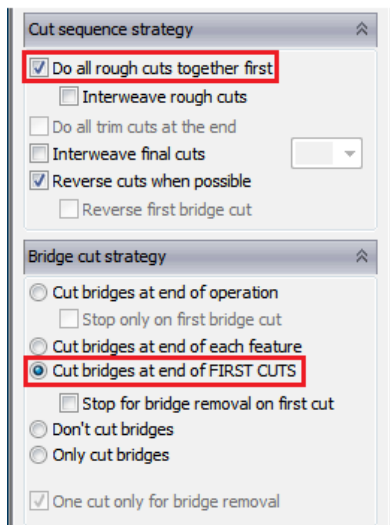 Cut sequence strategy
Do all rough cuts together first
Interweave rough cuts
Do all trim cuts at the end
Interweave final cuts
Reverse cuts when possible
Reverse first bridge cut
Bridge cut strategy
Cut bridges at end of operation
Stop only on first bridge cut
Cut bridges at end of each feature
Cut bridges at end of FIRST CUTS
Stop for bridge removal on first cut
Don't cut bridges
Only cut bridges
One cut only for bridge removal